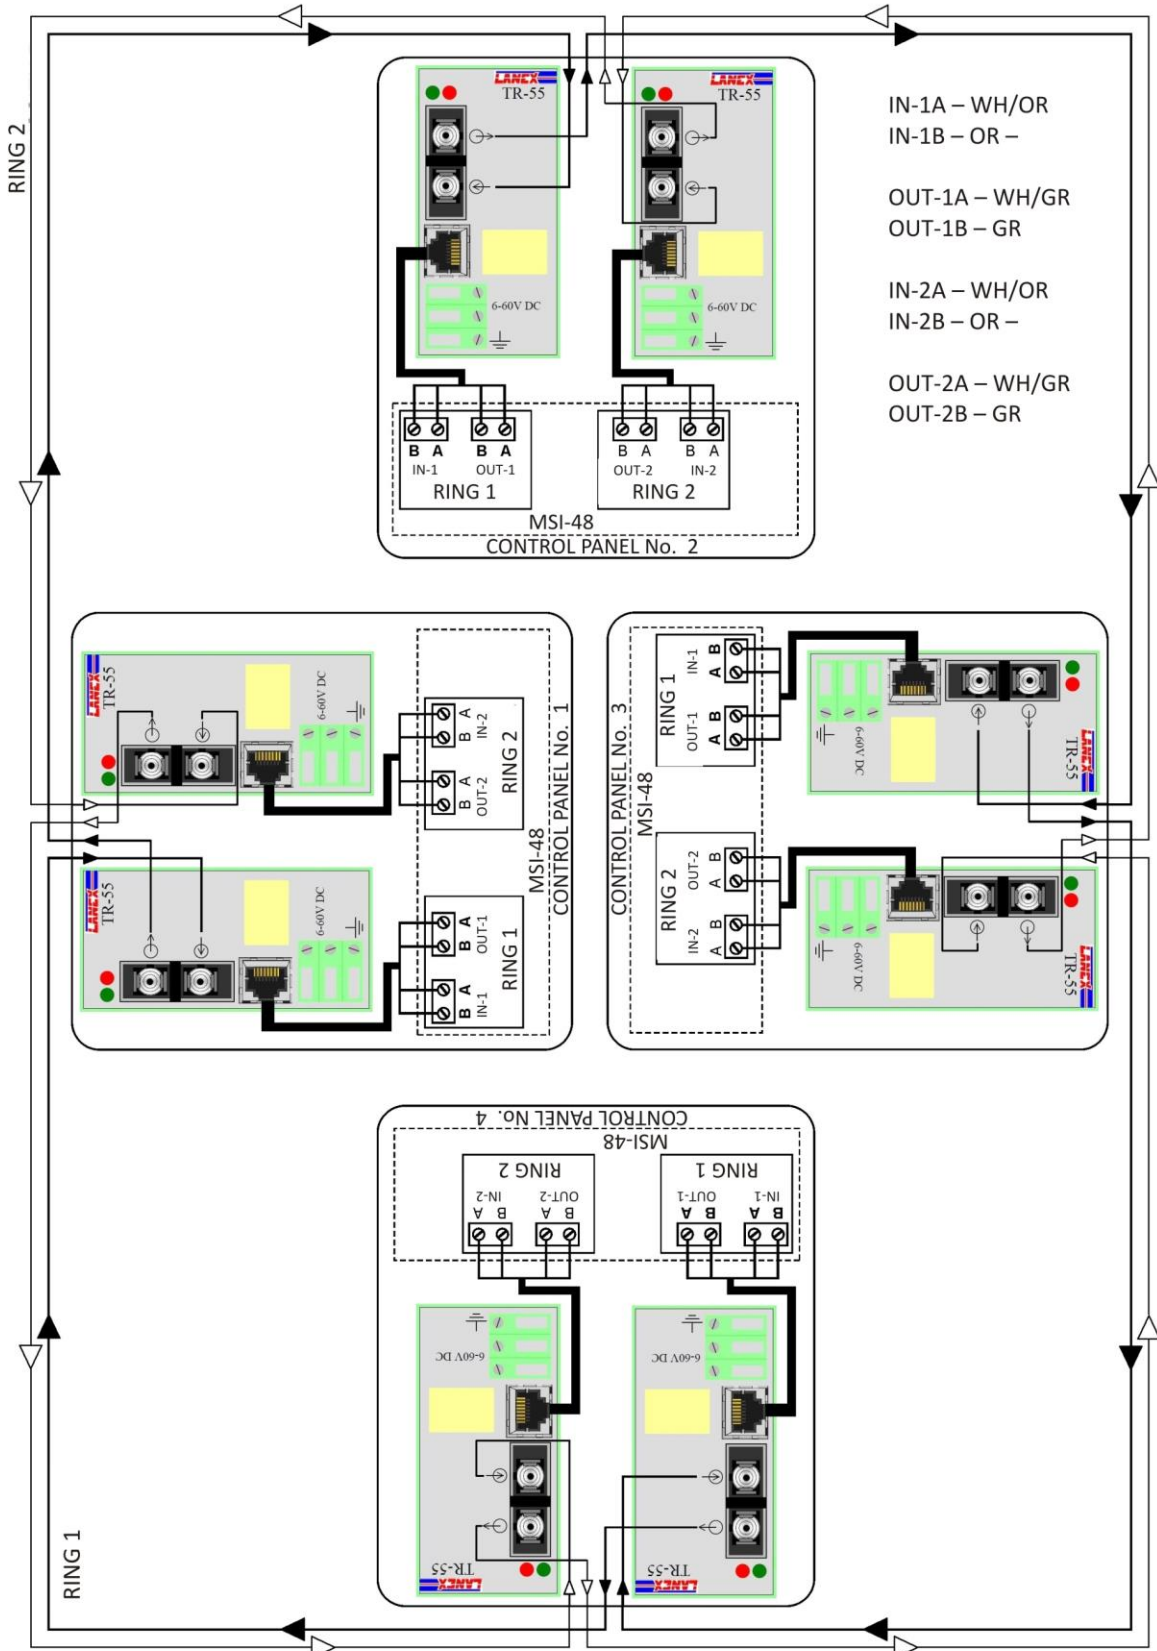 RING 2
LANEX
TR-55
6-60V DC
LANEX
TR-55
6-60V DC
IN-1A – WH/OR
IN-1B – OR –
OUT-1A – WH/GR
OUT-1B – GR
IN-2A – WH/OR
IN-2B – OR –
OUT-2A – WH/GR
OUT-2B – GR
B A B A
IN-1 OUT-1
RING 1
B A B A
OUT-2 IN-2
RING 2
MSI-48
CONTROL PANEL No. 2
LANEX
TR-55
6-60V DC
A B A B
IN-2 OUT-2
RING 2
LANEX
TR-55
6-60V DC
A B A B
OUT-1 IN-1
RING 1
MSI-48
CONTROL PANEL No. 1
CONTROL PANEL No. 3
MSI-48
RING 1
IN-1 OUT-1
B A B A
6-60V DC
TR-55
LANEX
RING 2
OUT-2 IN-2
B A B A
6-60V DC
TR-55
LANEX
CONTROL PANEL No. 4
MSI-48
RING 2
IN-2 OUT-2
A B A B
RING 1
OUT-1 IN-1
A B A B
6-60V DC
TR-55
LANEX
6-60V DC
TR-55
LANEX
RING 1